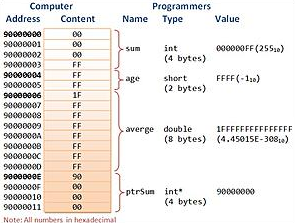 Computer Programmers
Address Content Name Type Value
90000000 00
90000001 00
90000002 00
90000003 FF
sum int (4 bytes) 000000FF(255₁₀)
90000004 FF
90000005 FF
age short (2 bytes) FFFF(-1₁₀)
90000006 1F
90000007 FF
90000008 FF
90000009 FF
9000000A FF
9000000B FF
9000000C FF
9000000D FF
averge double (8 bytes) 1FFFFFFFFFFFFFFF
(4.45015E-308₁₀)
9000000E 90
9000000F 00
90000010 00
90000011 00
ptrSum int* (4 bytes) 90000000
Note: All numbers in hexadecimal